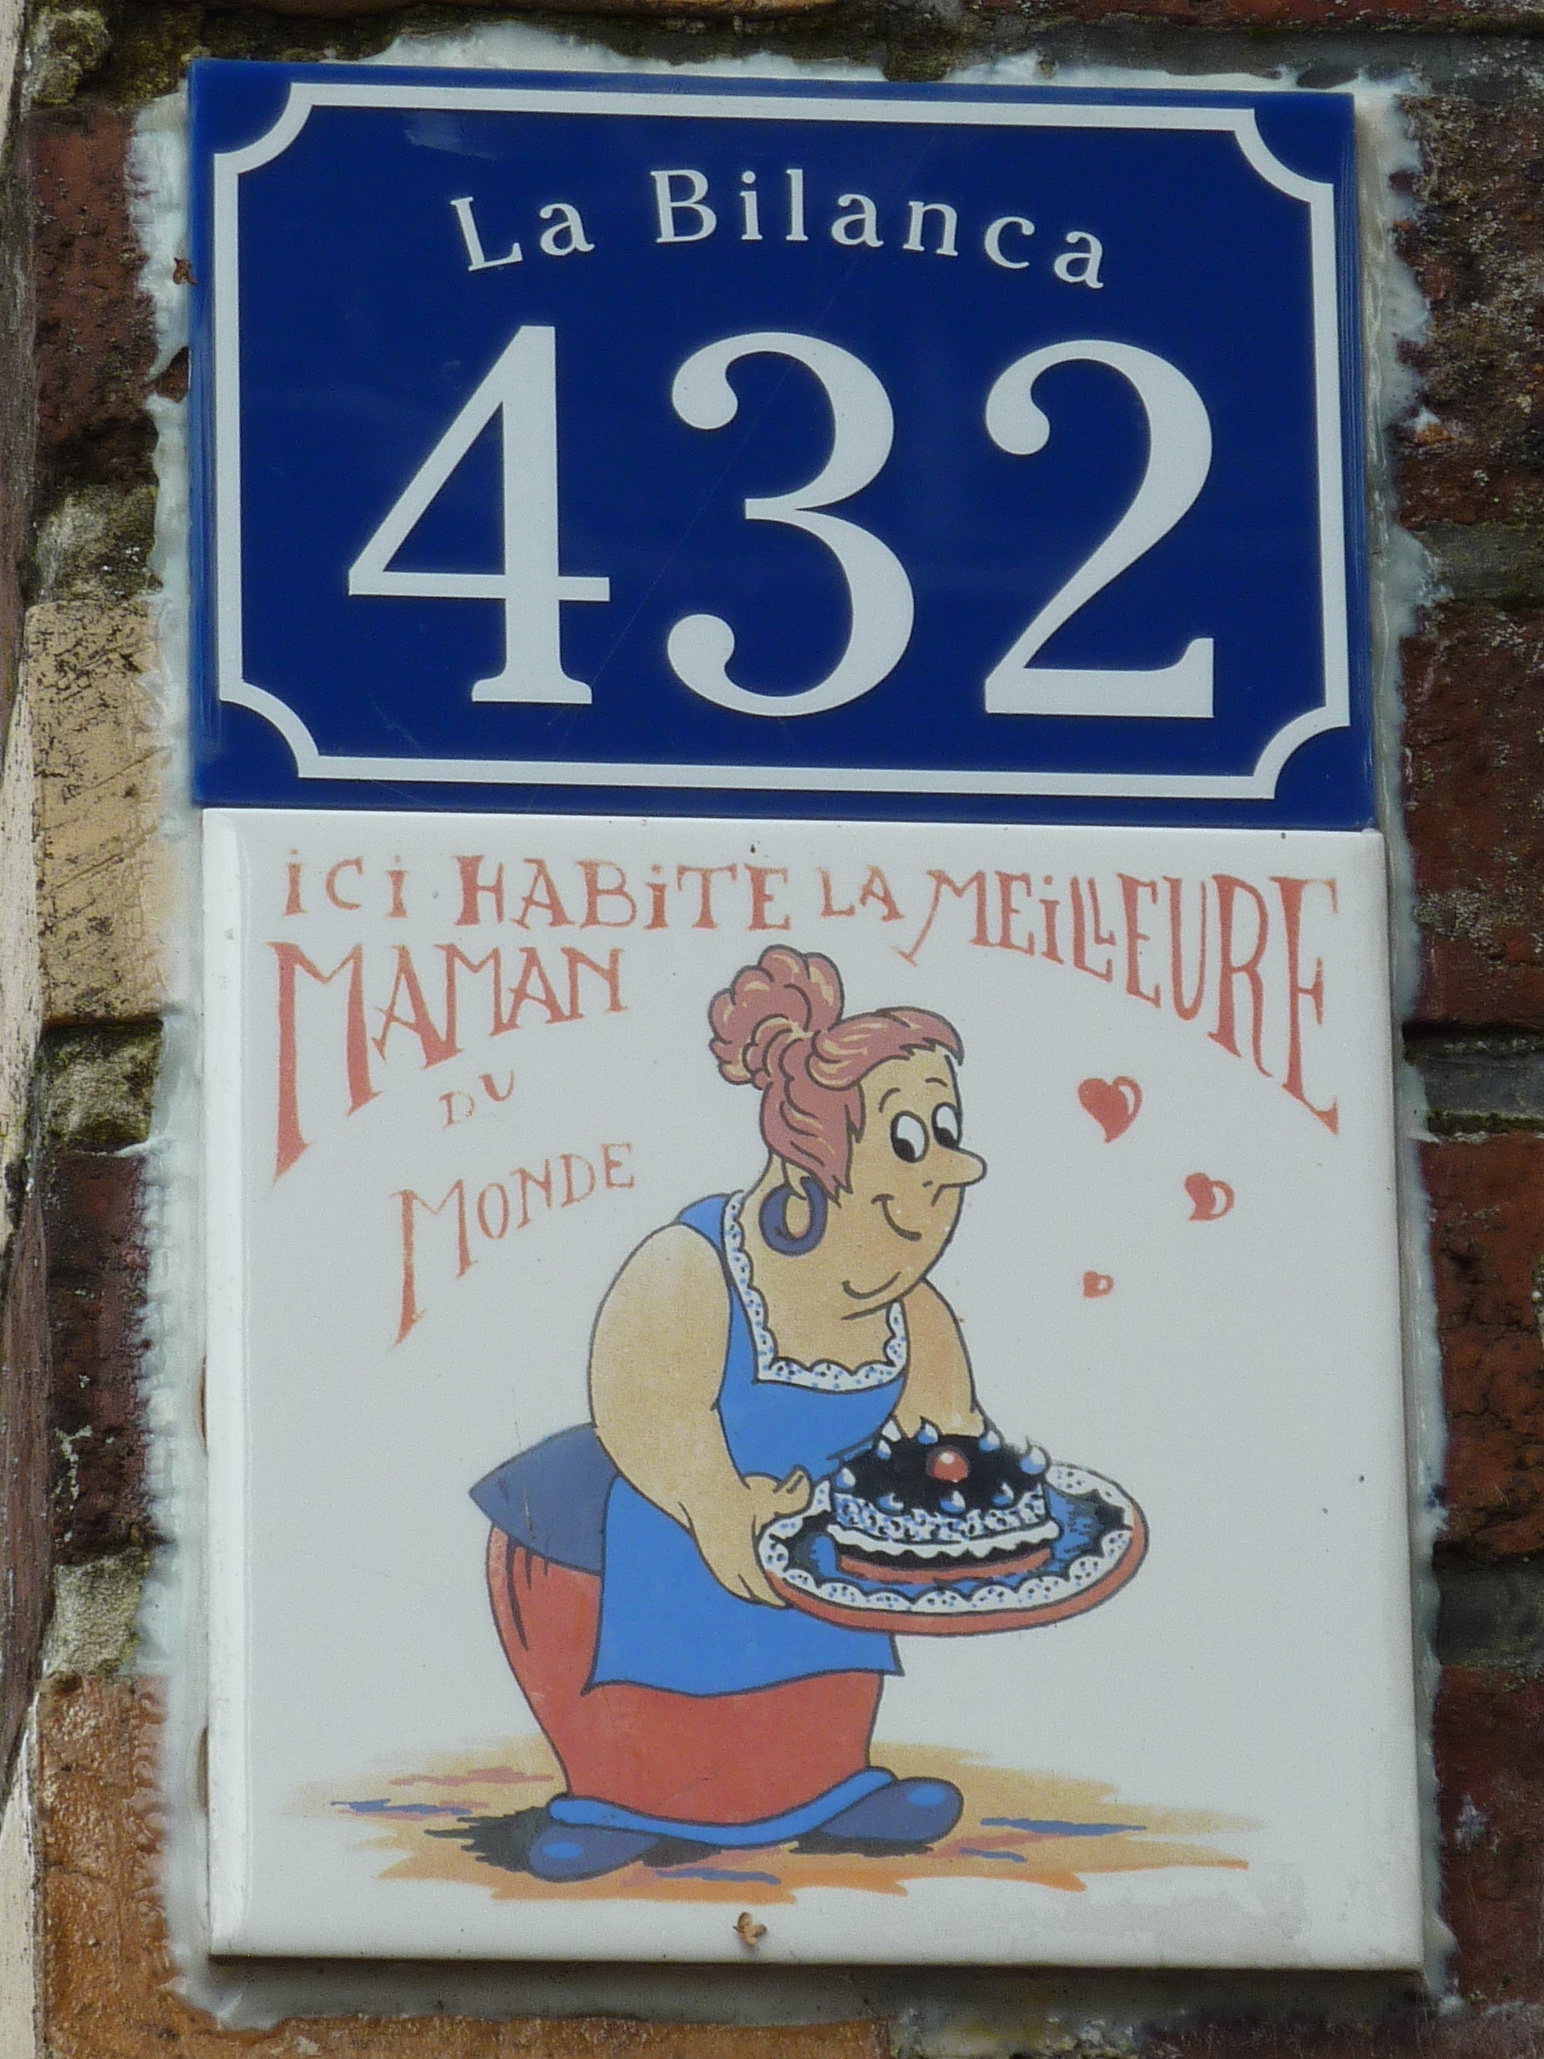 La Bilanca
432
iCi HABiTE LA MEiLLEURE
MAMAN
DU
MONDE